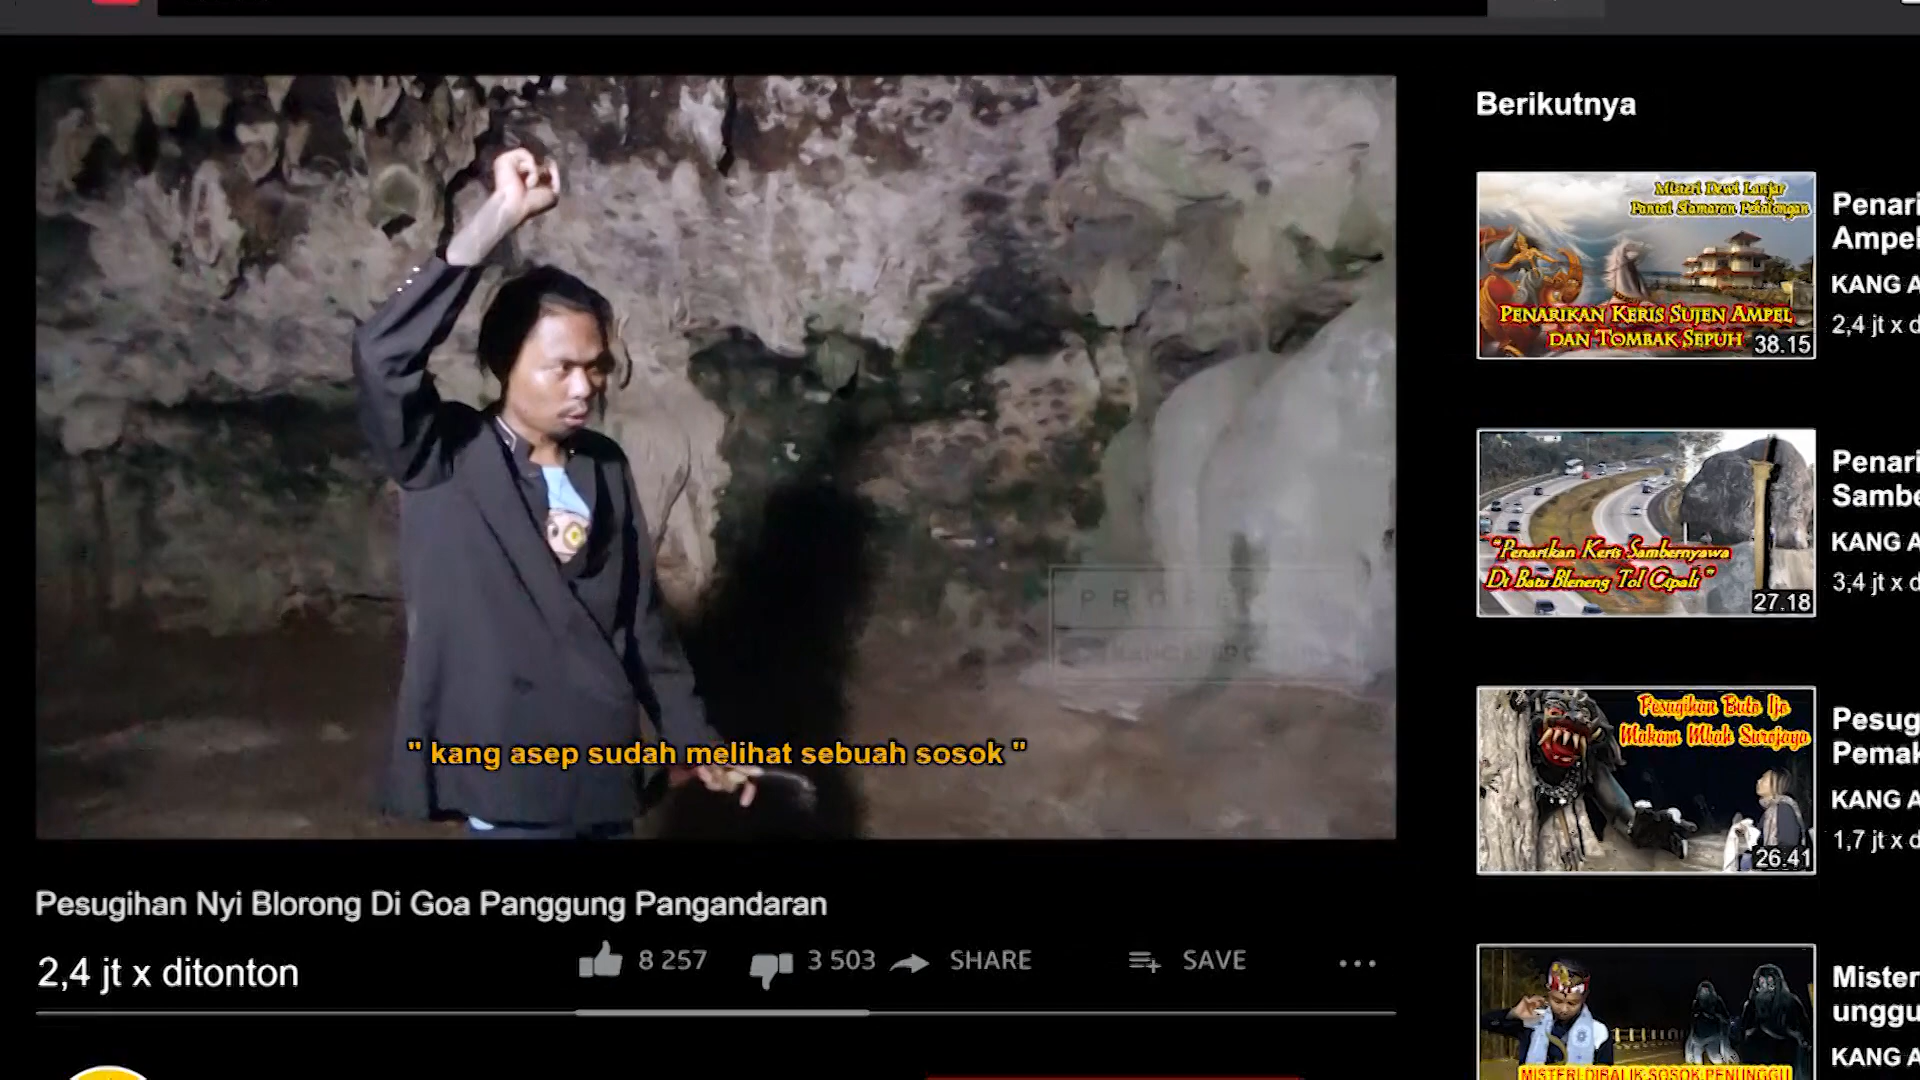 " kang asep sudah melihat sebuah sosok "
Pesugihan Nyi Blorong Di Goa Panggung Pangandaran
2,4 jt x ditonton
8 257
3 503
SHARE
SAVE
Berikutnya
Misteri Dewi Lanjar
Pantai Slamaran Pekalongan
PENARIKAN KERIS SUJEN AMPEL
DAN TOMBAK SEPUH
38.15
Penari
Ampel
KANG A
2,4 jt x d
"Penarikan Keris Sambernyawa
Di Batu Bleneng Tol Cipali"
27.18
Penari
Sambe
KANG A
3,4 jt x d
Pesugihan Buto Ijo
Makam Mbah Surojaya
26.41
Pesug
Pemak
KANG A
1,7 jt x d
MISTERI DIBALIK SOSOK PENUNGGU
Mister
unggu
KANG A